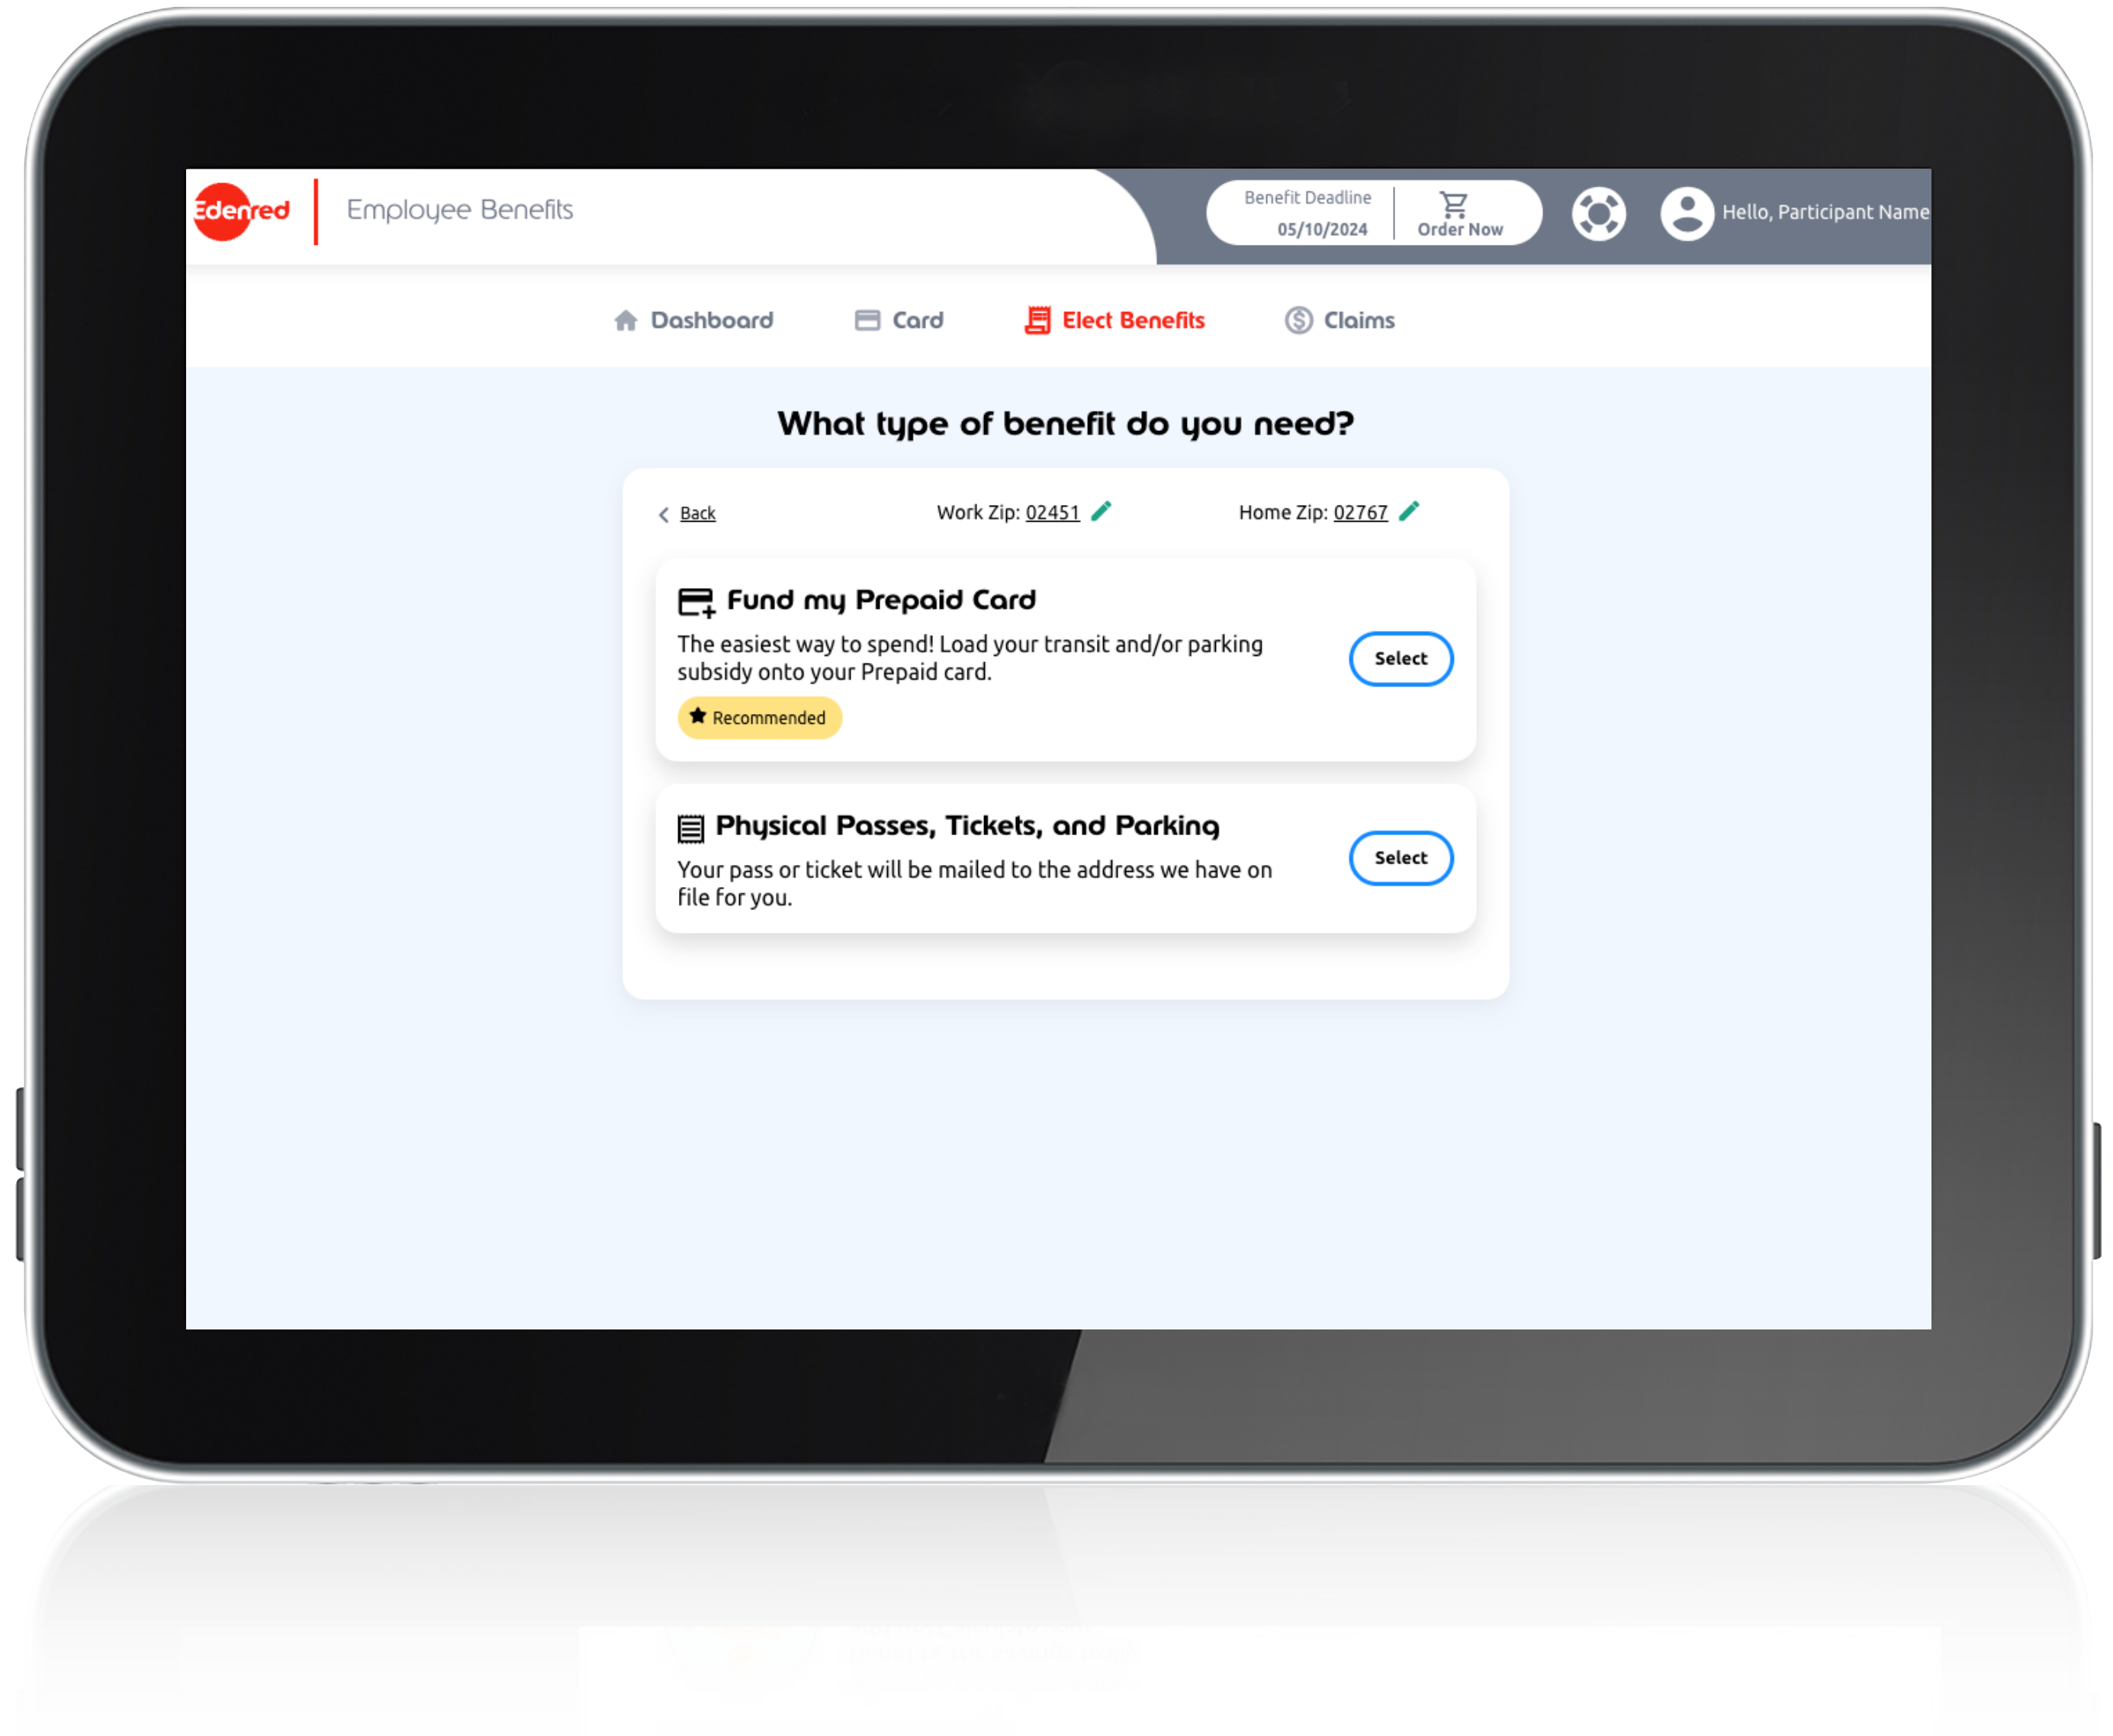 Edenred
Employee Benefits
Benefit Deadline
05/10/2024
Order Now
Hello, Participant Name
Dashboard
Card
Elect Benefits
Claims
What type of benefit do you need?
Back
Work Zip: 02451
Home Zip: 02767
Fund my Prepaid Card
The easiest way to spend! Load your transit and/or parking
subsidy onto your Prepaid card.
Recommended
Select
Physical Passes, Tickets, and Parking
Your pass or ticket will be mailed to the address we have on
file for you.
Select